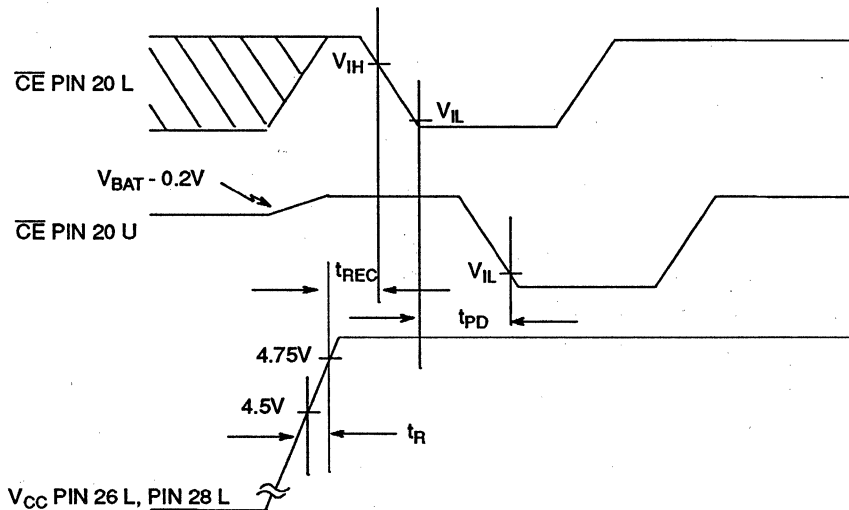 V_IH
CE PIN 20 L
V_IL
V_BAT - 0.2V
CE PIN 20 U
V_IL
t_REC
t_PD
4.75V
4.5V
t_R
V_CC PIN 26 L, PIN 28 L